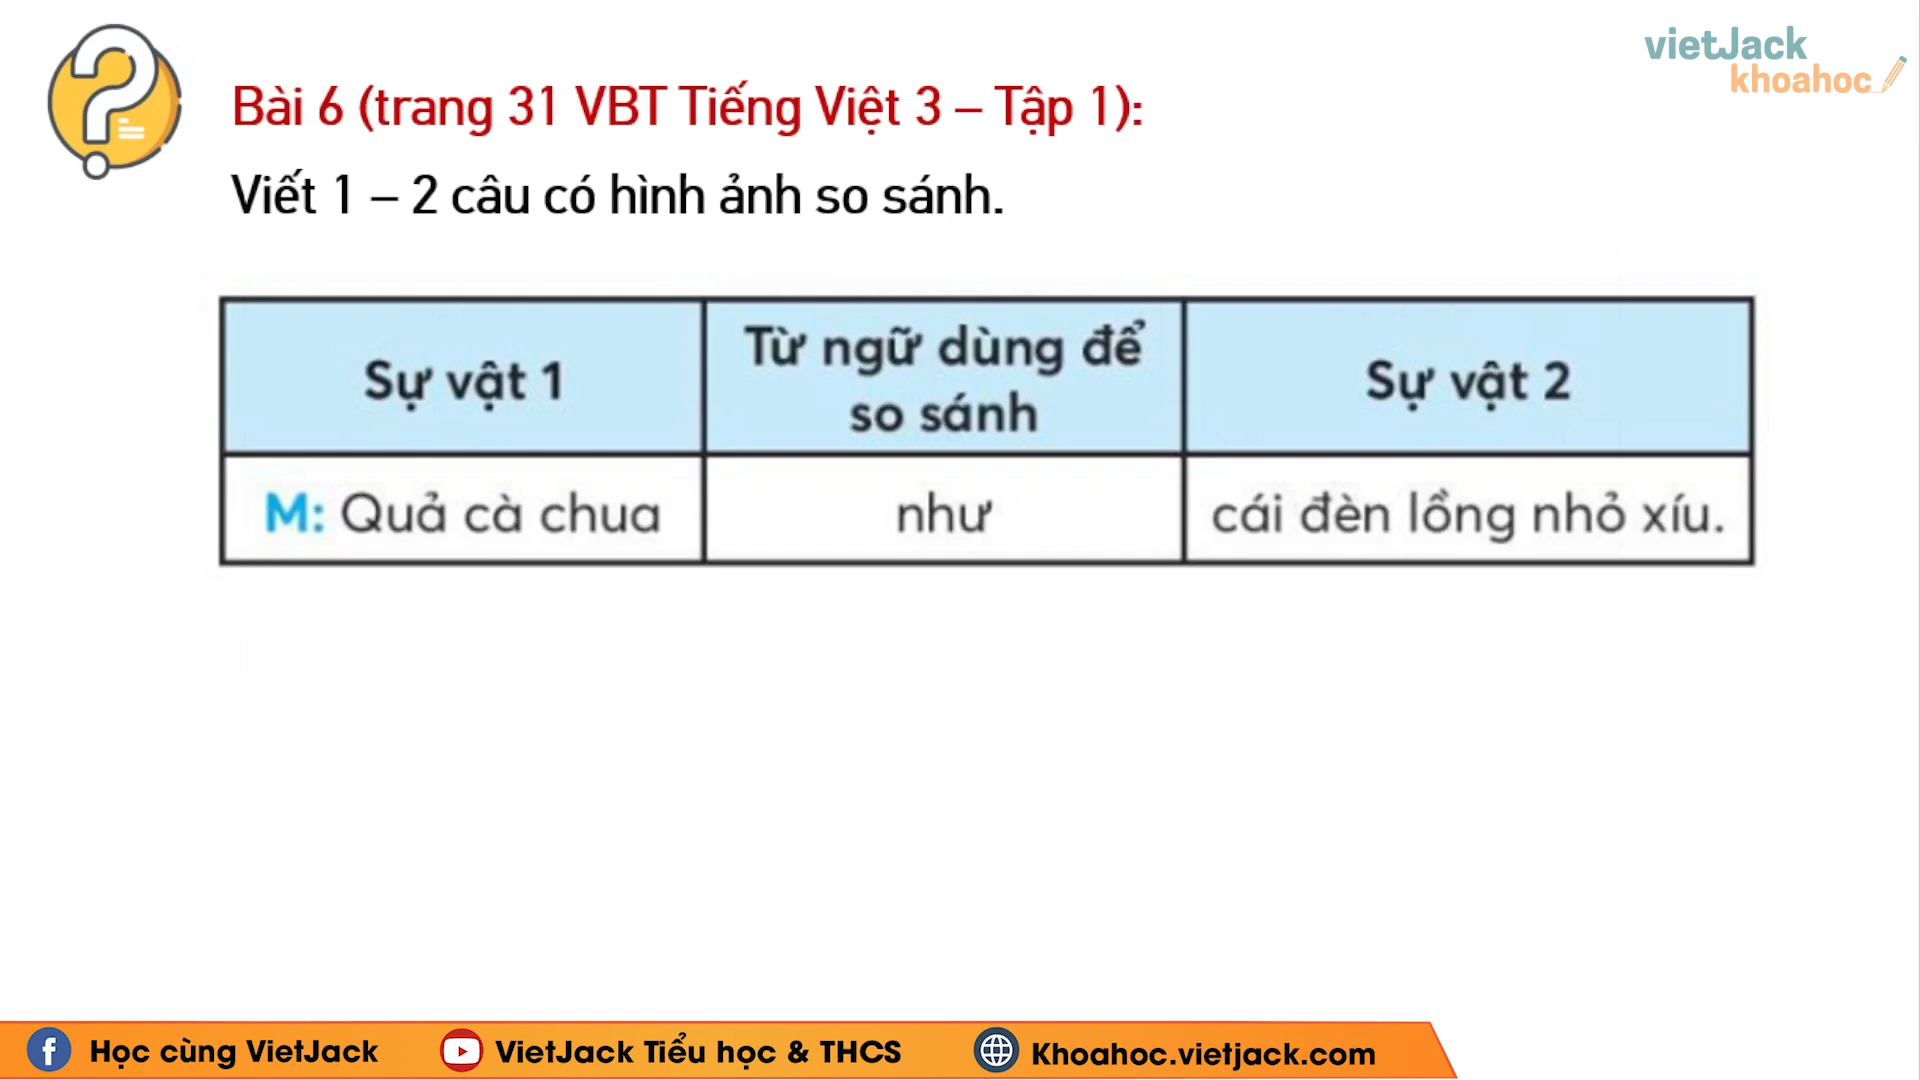 vietJack
khoahoc
Bài 6 (trang 31 VBT Tiếng Việt 3 – Tập 1):
Viết 1 – 2 câu có hình ảnh so sánh.
Sự vật 1
Từ ngữ dùng để
so sánh
Sự vật 2
M: Quả cà chua
như
cái đèn lồng nhỏ xíu.
Học cùng VietJack
VietJack Tiểu học & THCS
Khoahoc.vietjack.com